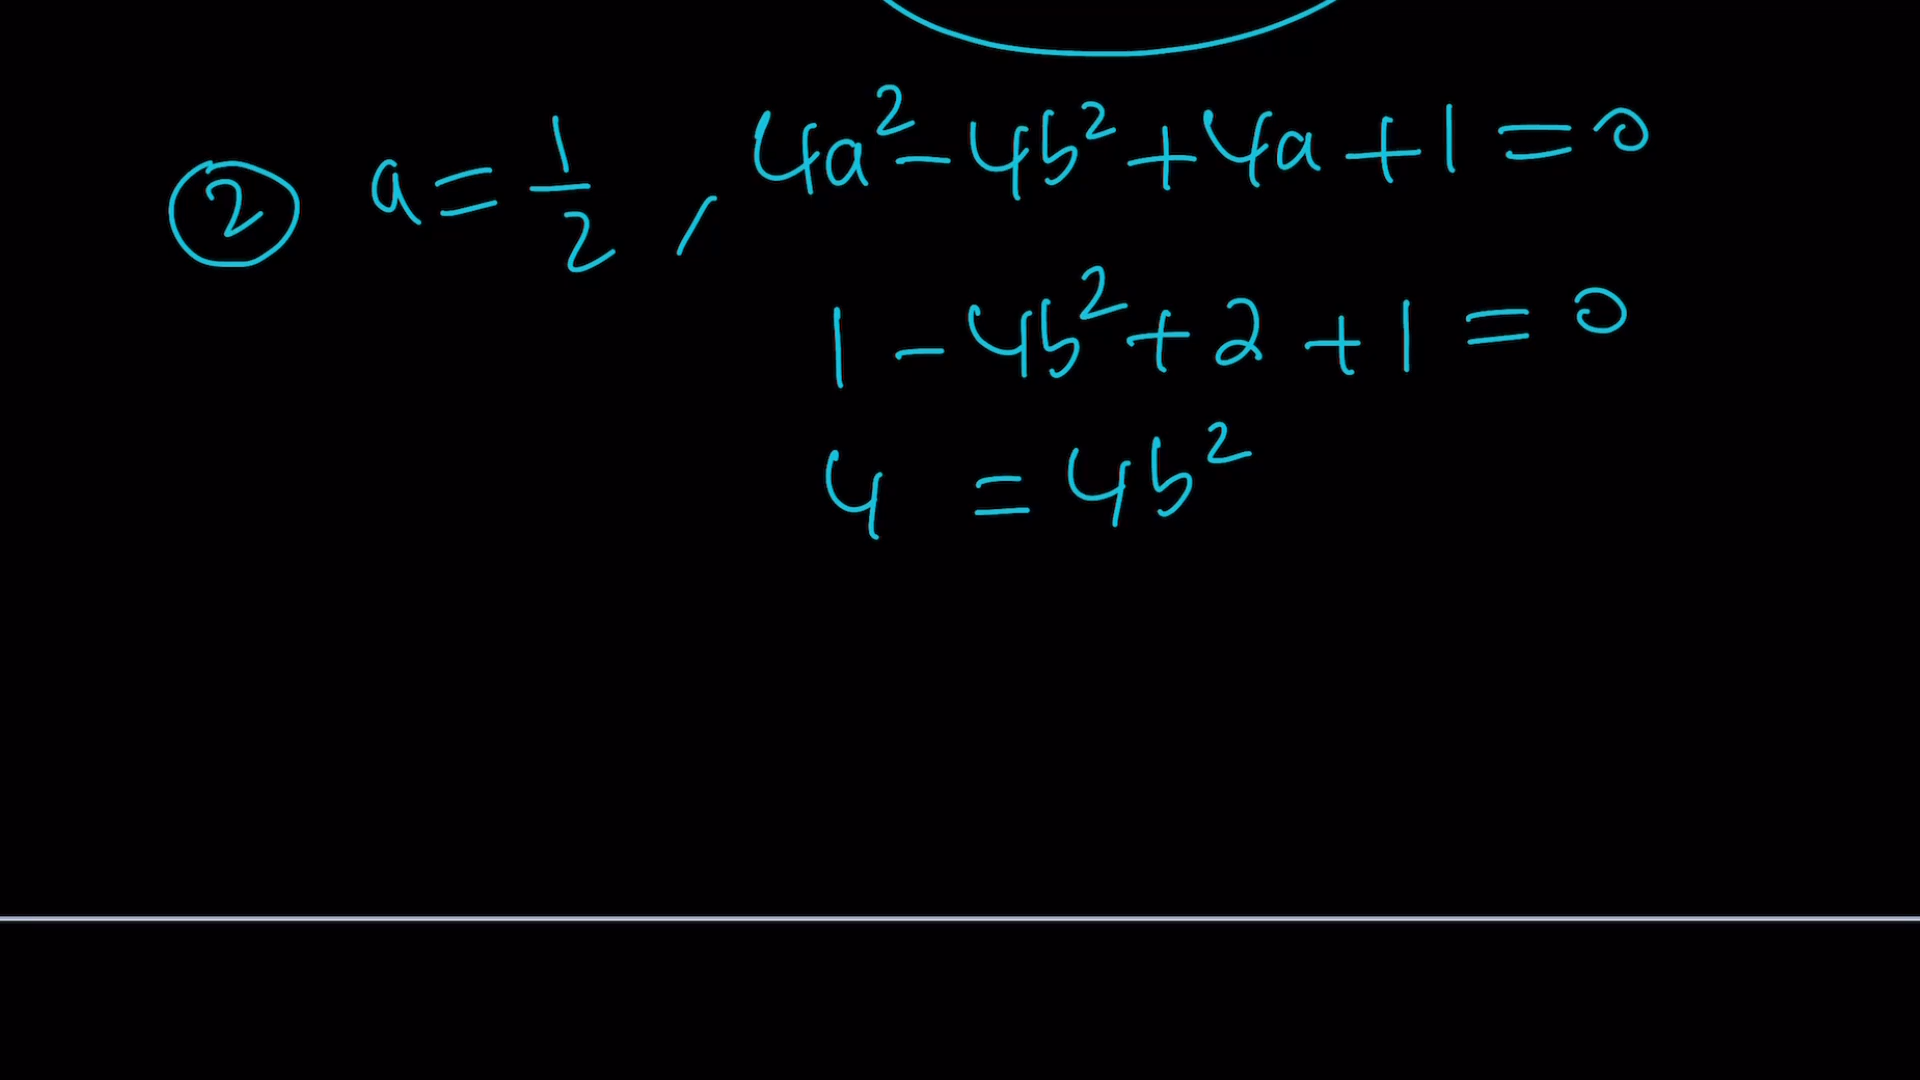 ② a = 1/2 , 4a² - 4b² + 4a + 1 = 0
1 - 4b² + 2 + 1 = 0
4 = 4b²